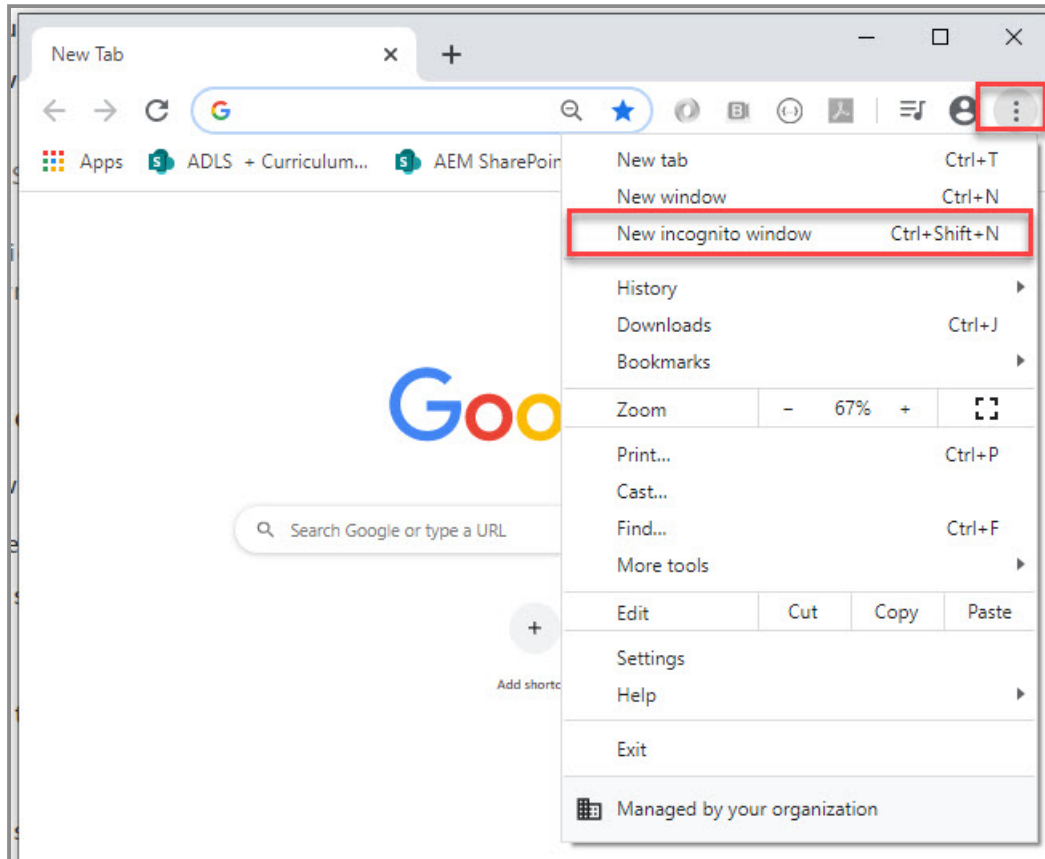 New Tab
G
Apps ADLS + Curriculum... AEM SharePoin
New tab Ctrl+T
New window Ctrl+N
New incognito window Ctrl+Shift+N
History
Downloads Ctrl+J
Bookmarks
Zoom - 67% +
Print... Ctrl+P
Cast...
Find... Ctrl+F
More tools
Edit Cut Copy Paste
Settings
Help
Exit
Managed by your organization
Goo
Search Google or type a URL
Add shortc